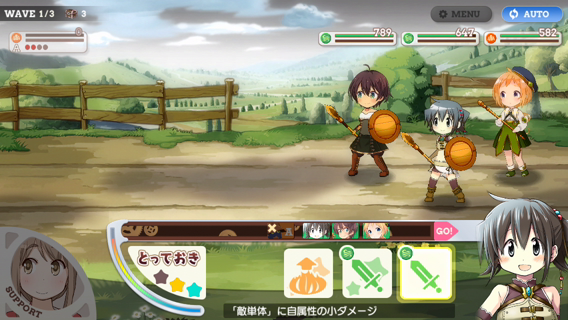 WAVE 1/3
3
MENU
AUTO
789
647
582
GO!
とっておき
SUPPORT
「敵単体」に自属性の小ダメージ